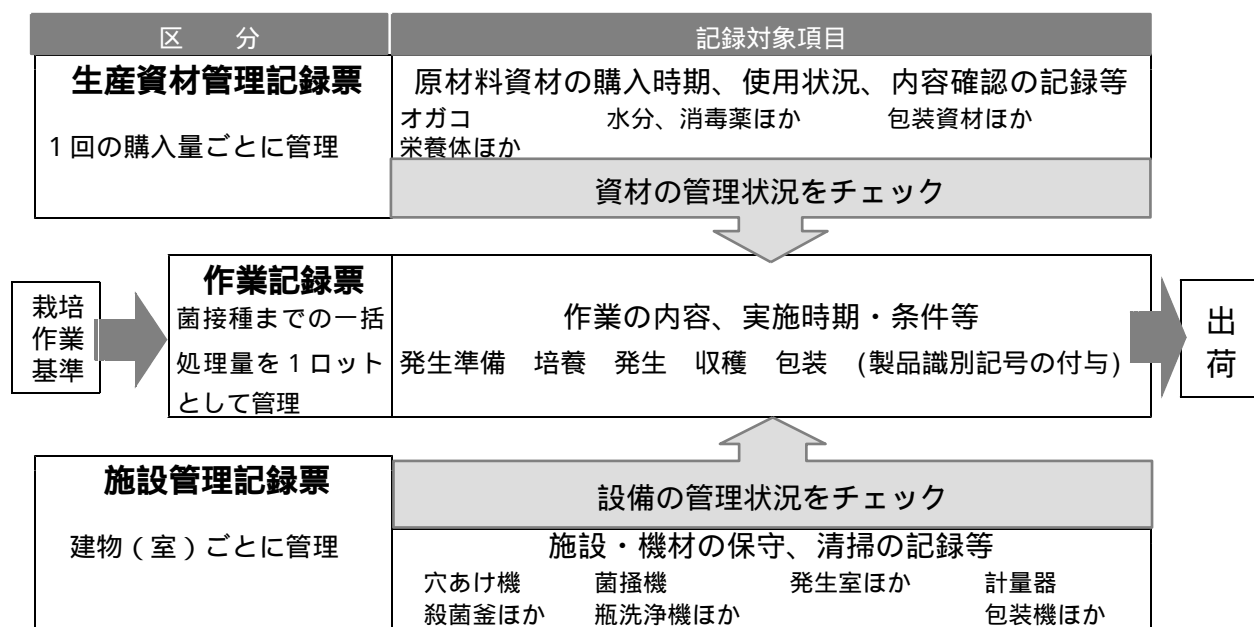 区　　分　　記録対象項目
生産資材管理記録票
1回の購入量ごとに管理
原材料資材の購入時期、使用状況、内容確認の記録等
オガコ　　水分、消毒薬ほか　　包装資材ほか
栄養体ほか
資材の管理状況をチェック
栽培
作業
基準
作業記録票
菌接種までの一括
処理量を1ロット
として管理
作業の内容、実施時期・条件等
発生準備　培養　発生　収穫　包装　(製品識別記号の付与)
出
荷
施設管理記録票
建物（室）ごとに管理
設備の管理状況をチェック
施設・機材の保守、清掃の記録等
穴あけ機　　菌掻機　　発生室ほか　　計量器
殺菌釜ほか　　瓶洗浄機ほか　　包装機ほか